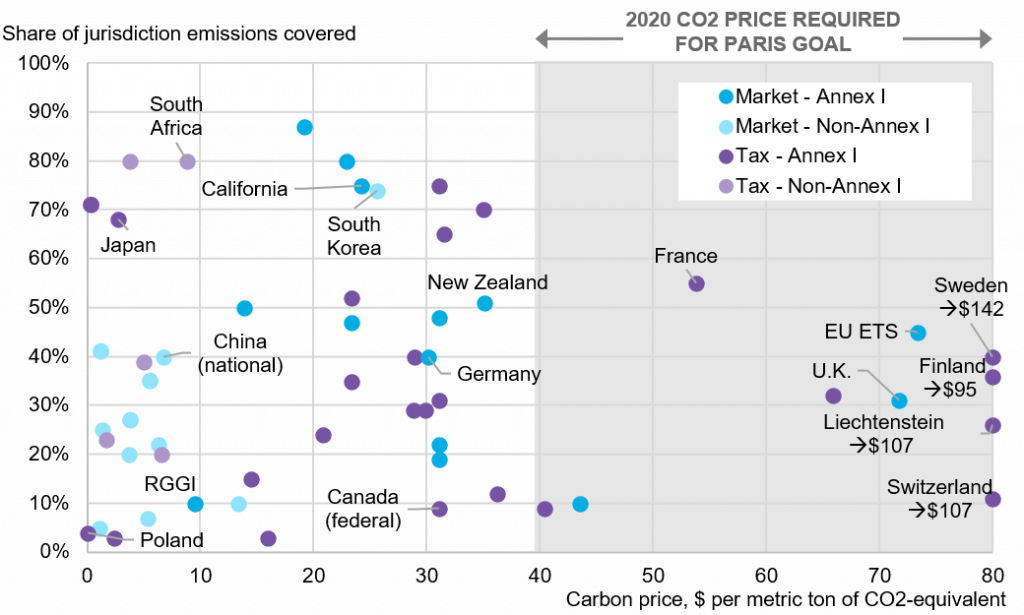 2020 CO2 PRICE REQUIRED
FOR PARIS GOAL
Share of jurisdiction emissions covered
100%
90%
80%
70%
60%
50%
40%
30%
20%
10%
0%
Market - Annex I
Market - Non-Annex I
Tax - Annex I
Tax - Non-Annex I
South
Africa
California
South
Korea
Japan
France
New Zealand
Sweden
→$142
EU ETS
China
(national)
Germany
U.K.
Finland
→$95
Liechtenstein
→$107
RGGI
Canada
(federal)
Switzerland
→$107
Poland
0 10 20 30 40 50 60 70 80
Carbon price, $ per metric ton of CO2-equivalent